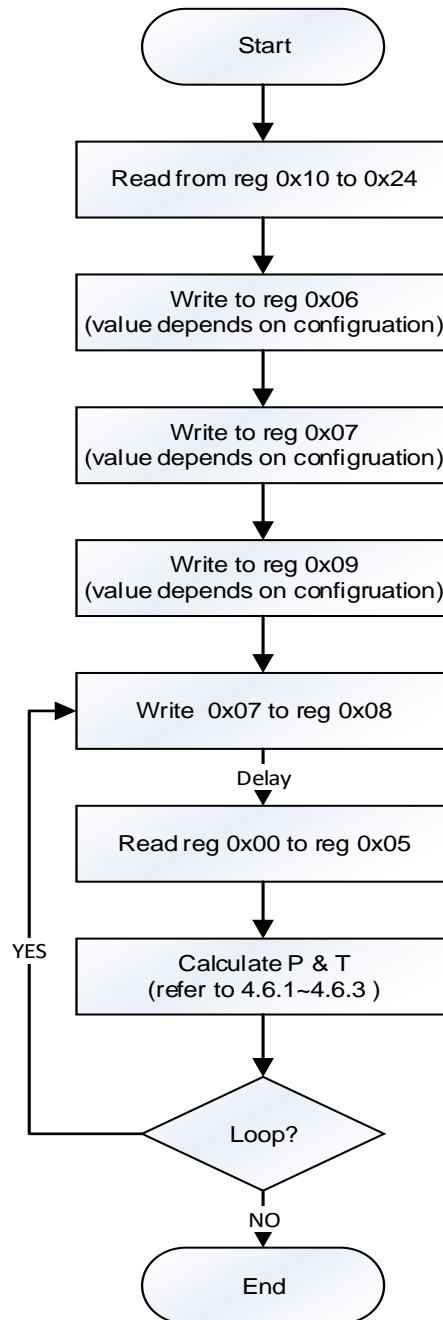 Start
Read from reg 0x10 to 0x24
Write to reg 0x06
(value depends on configruation)
Write to reg 0x07
(value depends on configruation)
Write to reg 0x09
(value depends on configruation)
Write 0x07 to reg 0x08
Delay
Read reg 0x00 to reg 0x05
YES
Calculate P & T
(refer to 4.6.1~4.6.3 )
Loop?
NO
End